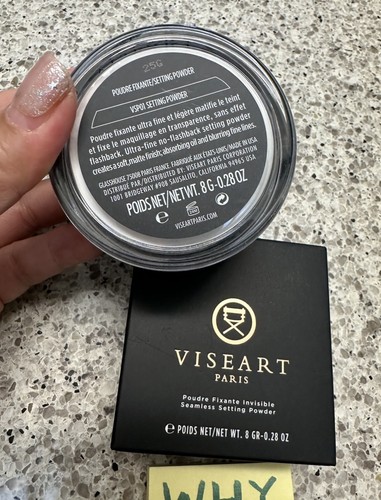 25G
POUDRE FIXANTE/SETTING POWDER
VSP01 SETTING POWDER
Poudre fixante ultra fine et légère matifie le teint
et fixe le maquillage en transparence, sans effet
flashback. Ultra-fine no-flashback setting powder
creates a soft, matte finish; absorbing oil and blurring fine lines.
GLASSHOUSE 75008 PARIS FRANCE. FABRIQUÉ AUX ÉTATS UNIS/MADE IN USA
DISTRIBUÉ PAR/DISTRIBUTED BY: VISEART PARIS CORPORATION
1001 BRIDGEWAY #908 SAUSALITO, CALIFORNIA 94965 USA
POIDS NET/NET WT. 8 G-0.28 OZ
℮
VISEARTPARIS.COM
VISEART
PARIS
Poudre Fixante Invisible
Seamless Setting Powder
℮ POIDS NET/NET WT. 8 GR-0.28 OZ
WHY